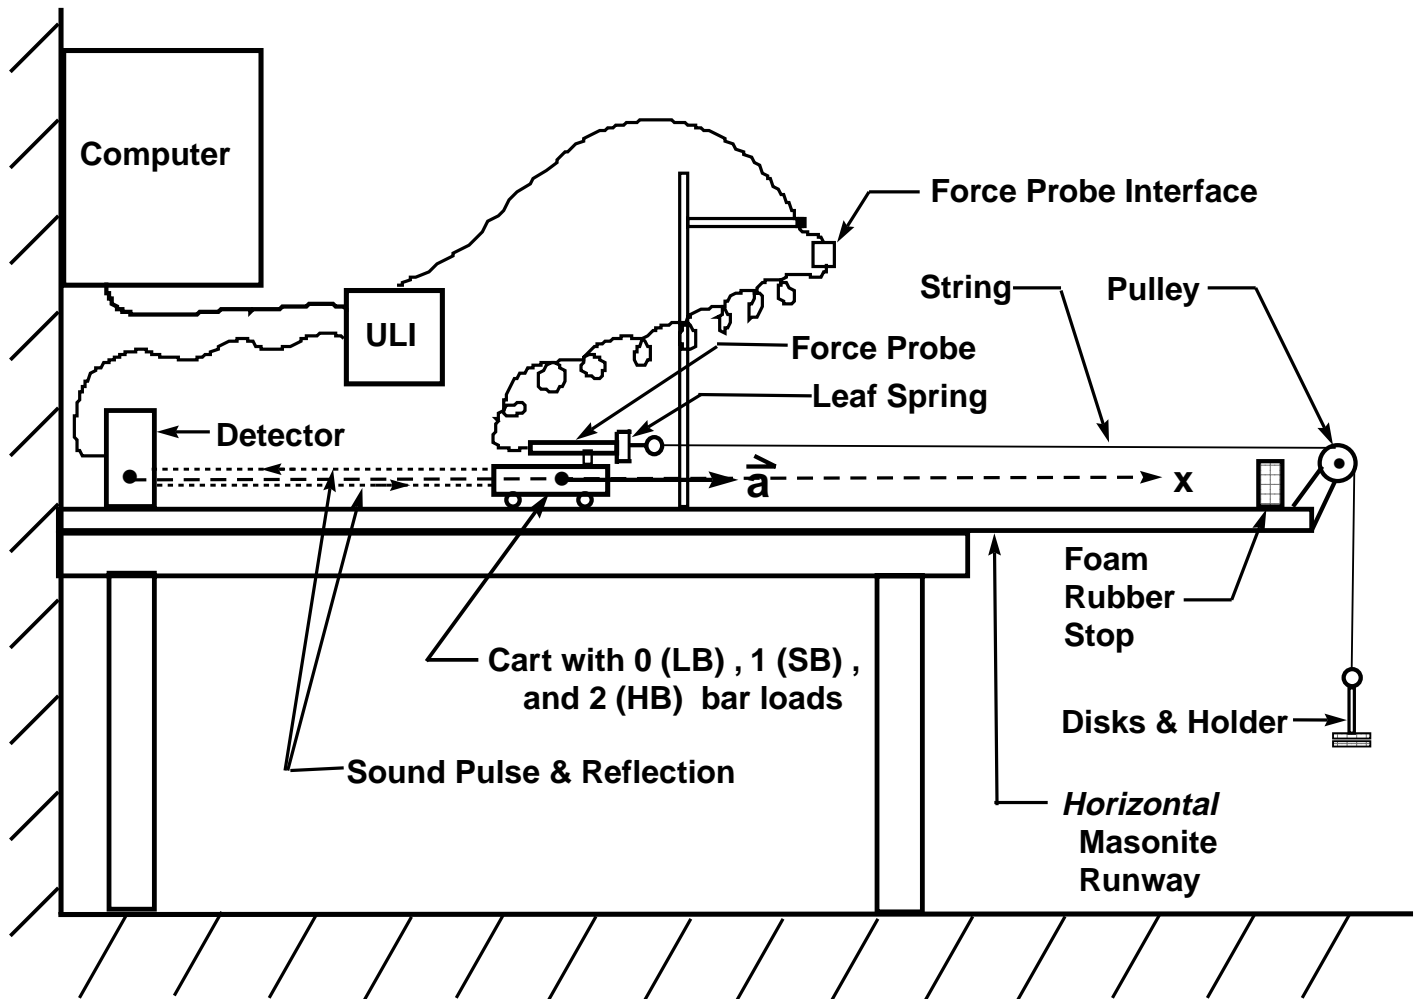 Computer
Force Probe Interface
String
Pulley
ULI
Force Probe
Leaf Spring
Detector
a
x
Foam
Rubber
Stop
Cart with 0 (LB) , 1 (SB) ,
and 2 (HB) bar loads
Disks & Holder
Sound Pulse & Reflection
Horizontal
Masonite
Runway